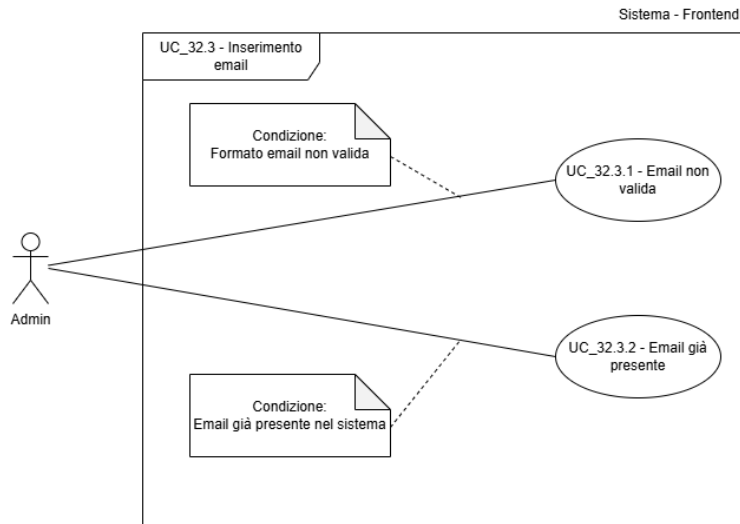 Sistema - Frontend
UC_32.3 - Inserimento
email
Condizione:
Formato email non valida
UC_32.3.1 - Email non
valida
Admin
UC_32.3.2 - Email già
presente
Condizione:
Email già presente nel sistema